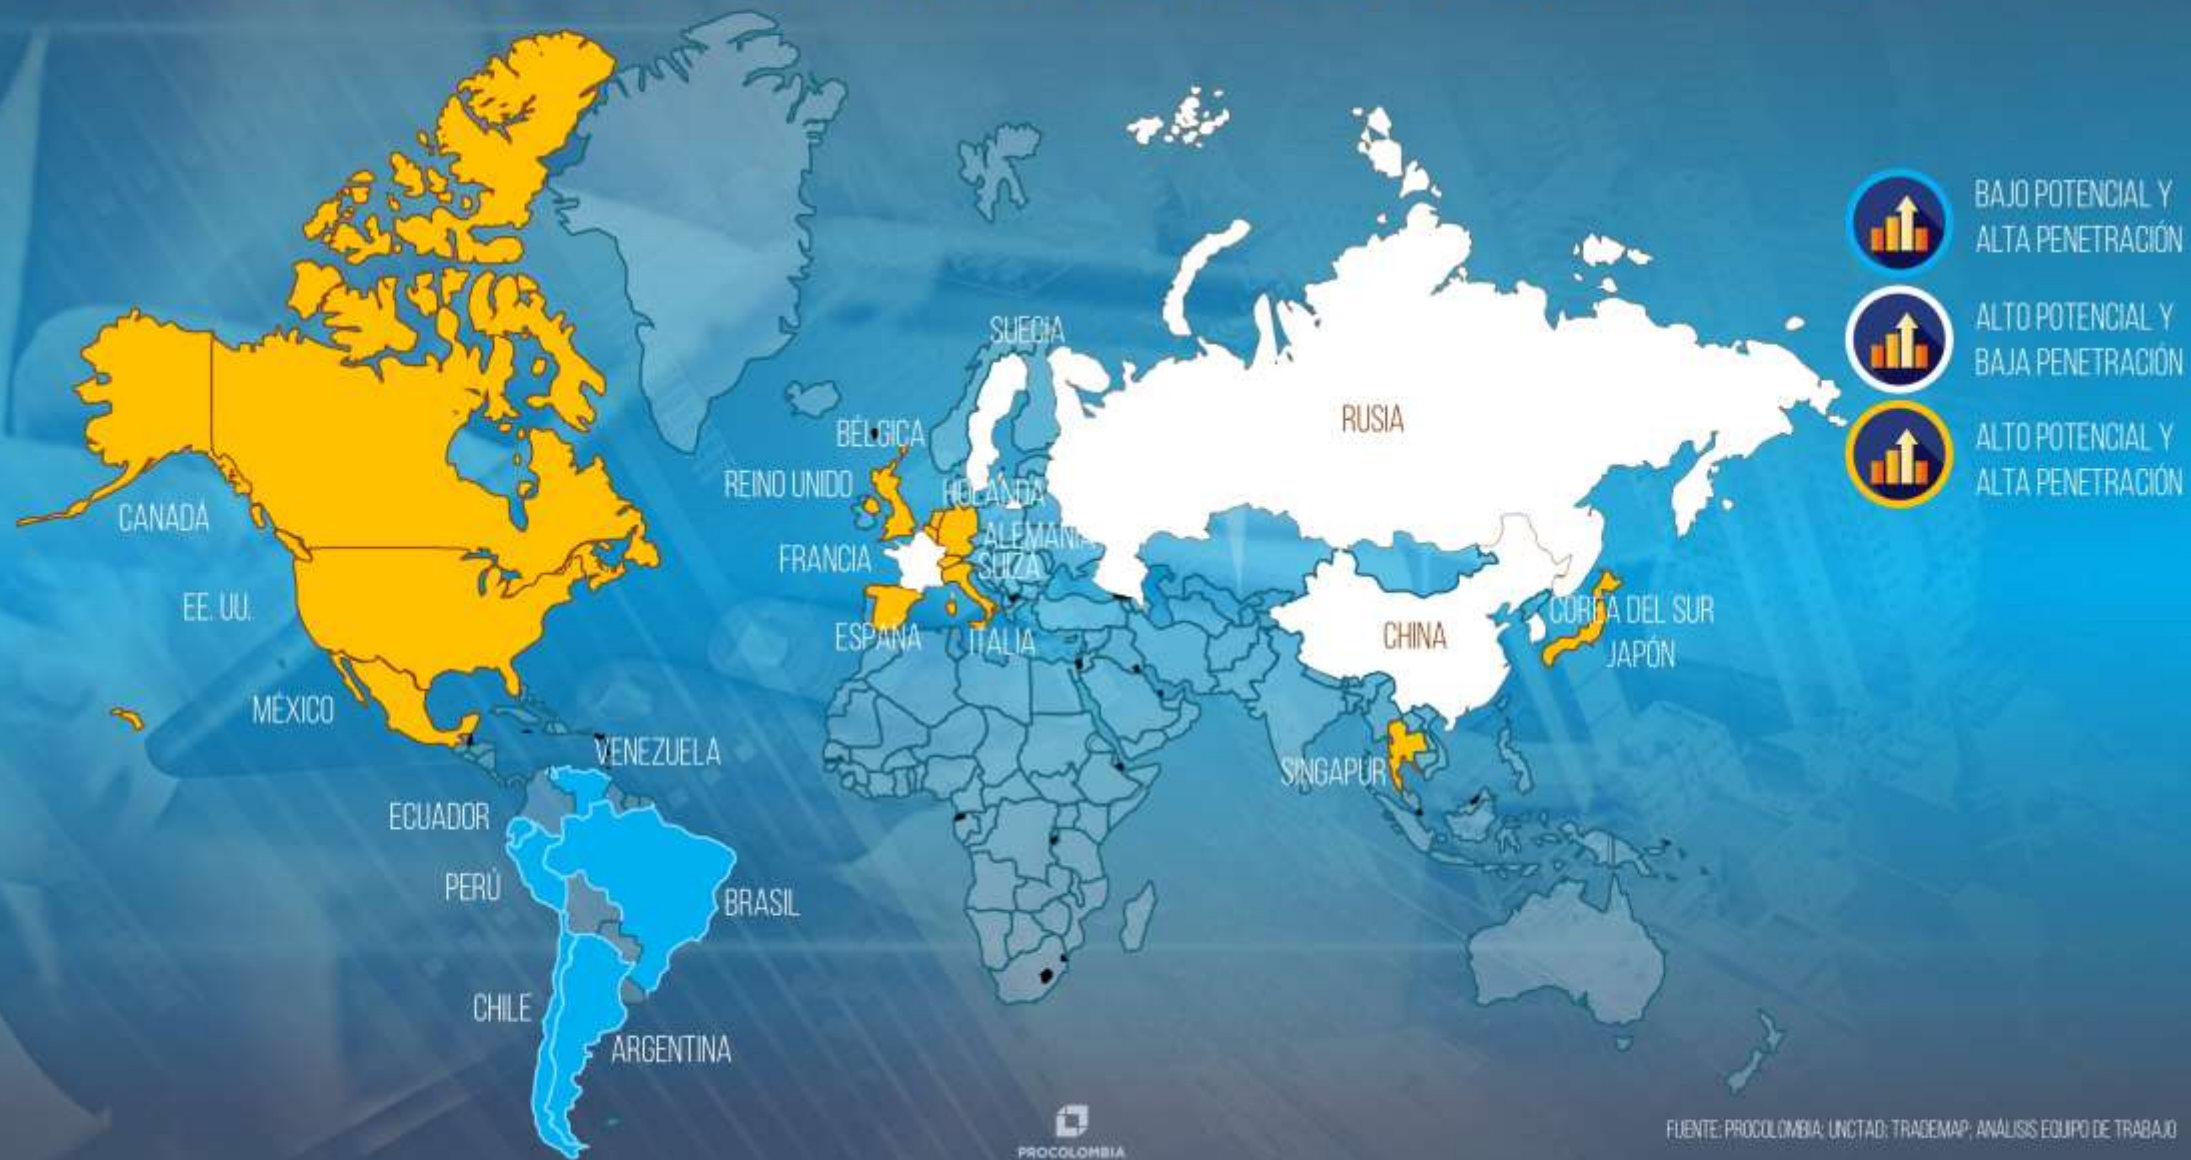 BAJO POTENCIAL Y
ALTA PENETRACIÓN
ALTO POTENCIAL Y
BAJA PENETRACIÓN
ALTO POTENCIAL Y
ALTA PENETRACIÓN
SUECIA
RUSIA
BÉLGICA
REINO UNIDO
HOLANDA
CANADÁ
ALEMANIA
FRANCIA
SUIZA
EE. UU.
COREA DEL SUR
ESPAÑA
ITALIA
CHINA
JAPÓN
MÉXICO
VENEZUELA
SINGAPUR
ECUADOR
PERÚ
BRASIL
CHILE
ARGENTINA
PROCOLOMBIA
FUENTE: PROCOLOMBIA; UNCTAD; TRADEMAP; ANÁLISIS EQUIPO DE TRABAJO